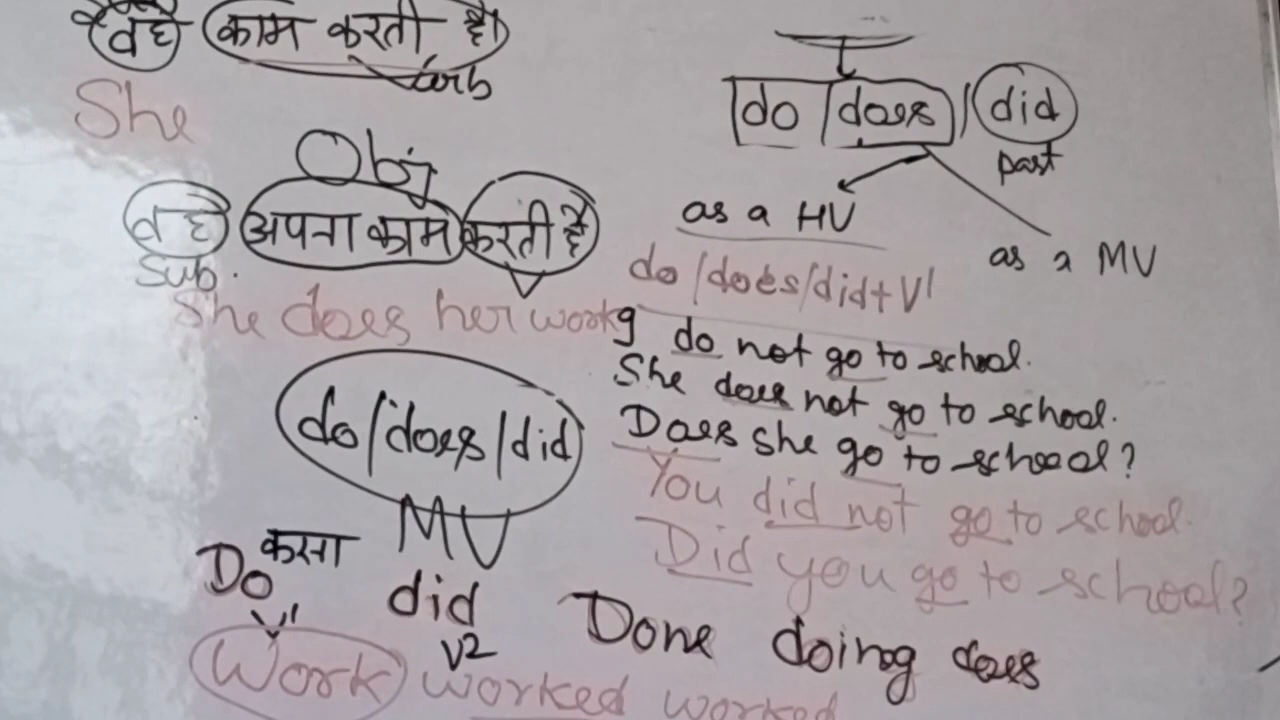 वह काम करती है।
verb
She
Obj
वह अपना काम करती है
Sub.
V
She does her work
do/does/did
MV
Do करना did Done doing does
V1 V2
Work worked worked
do does / did
past
as a HV
as a MV
do/does/did+V1
I do not go to school.
She does not go to school.
Does she go to school?
You did not go to school.
Did you go to school?